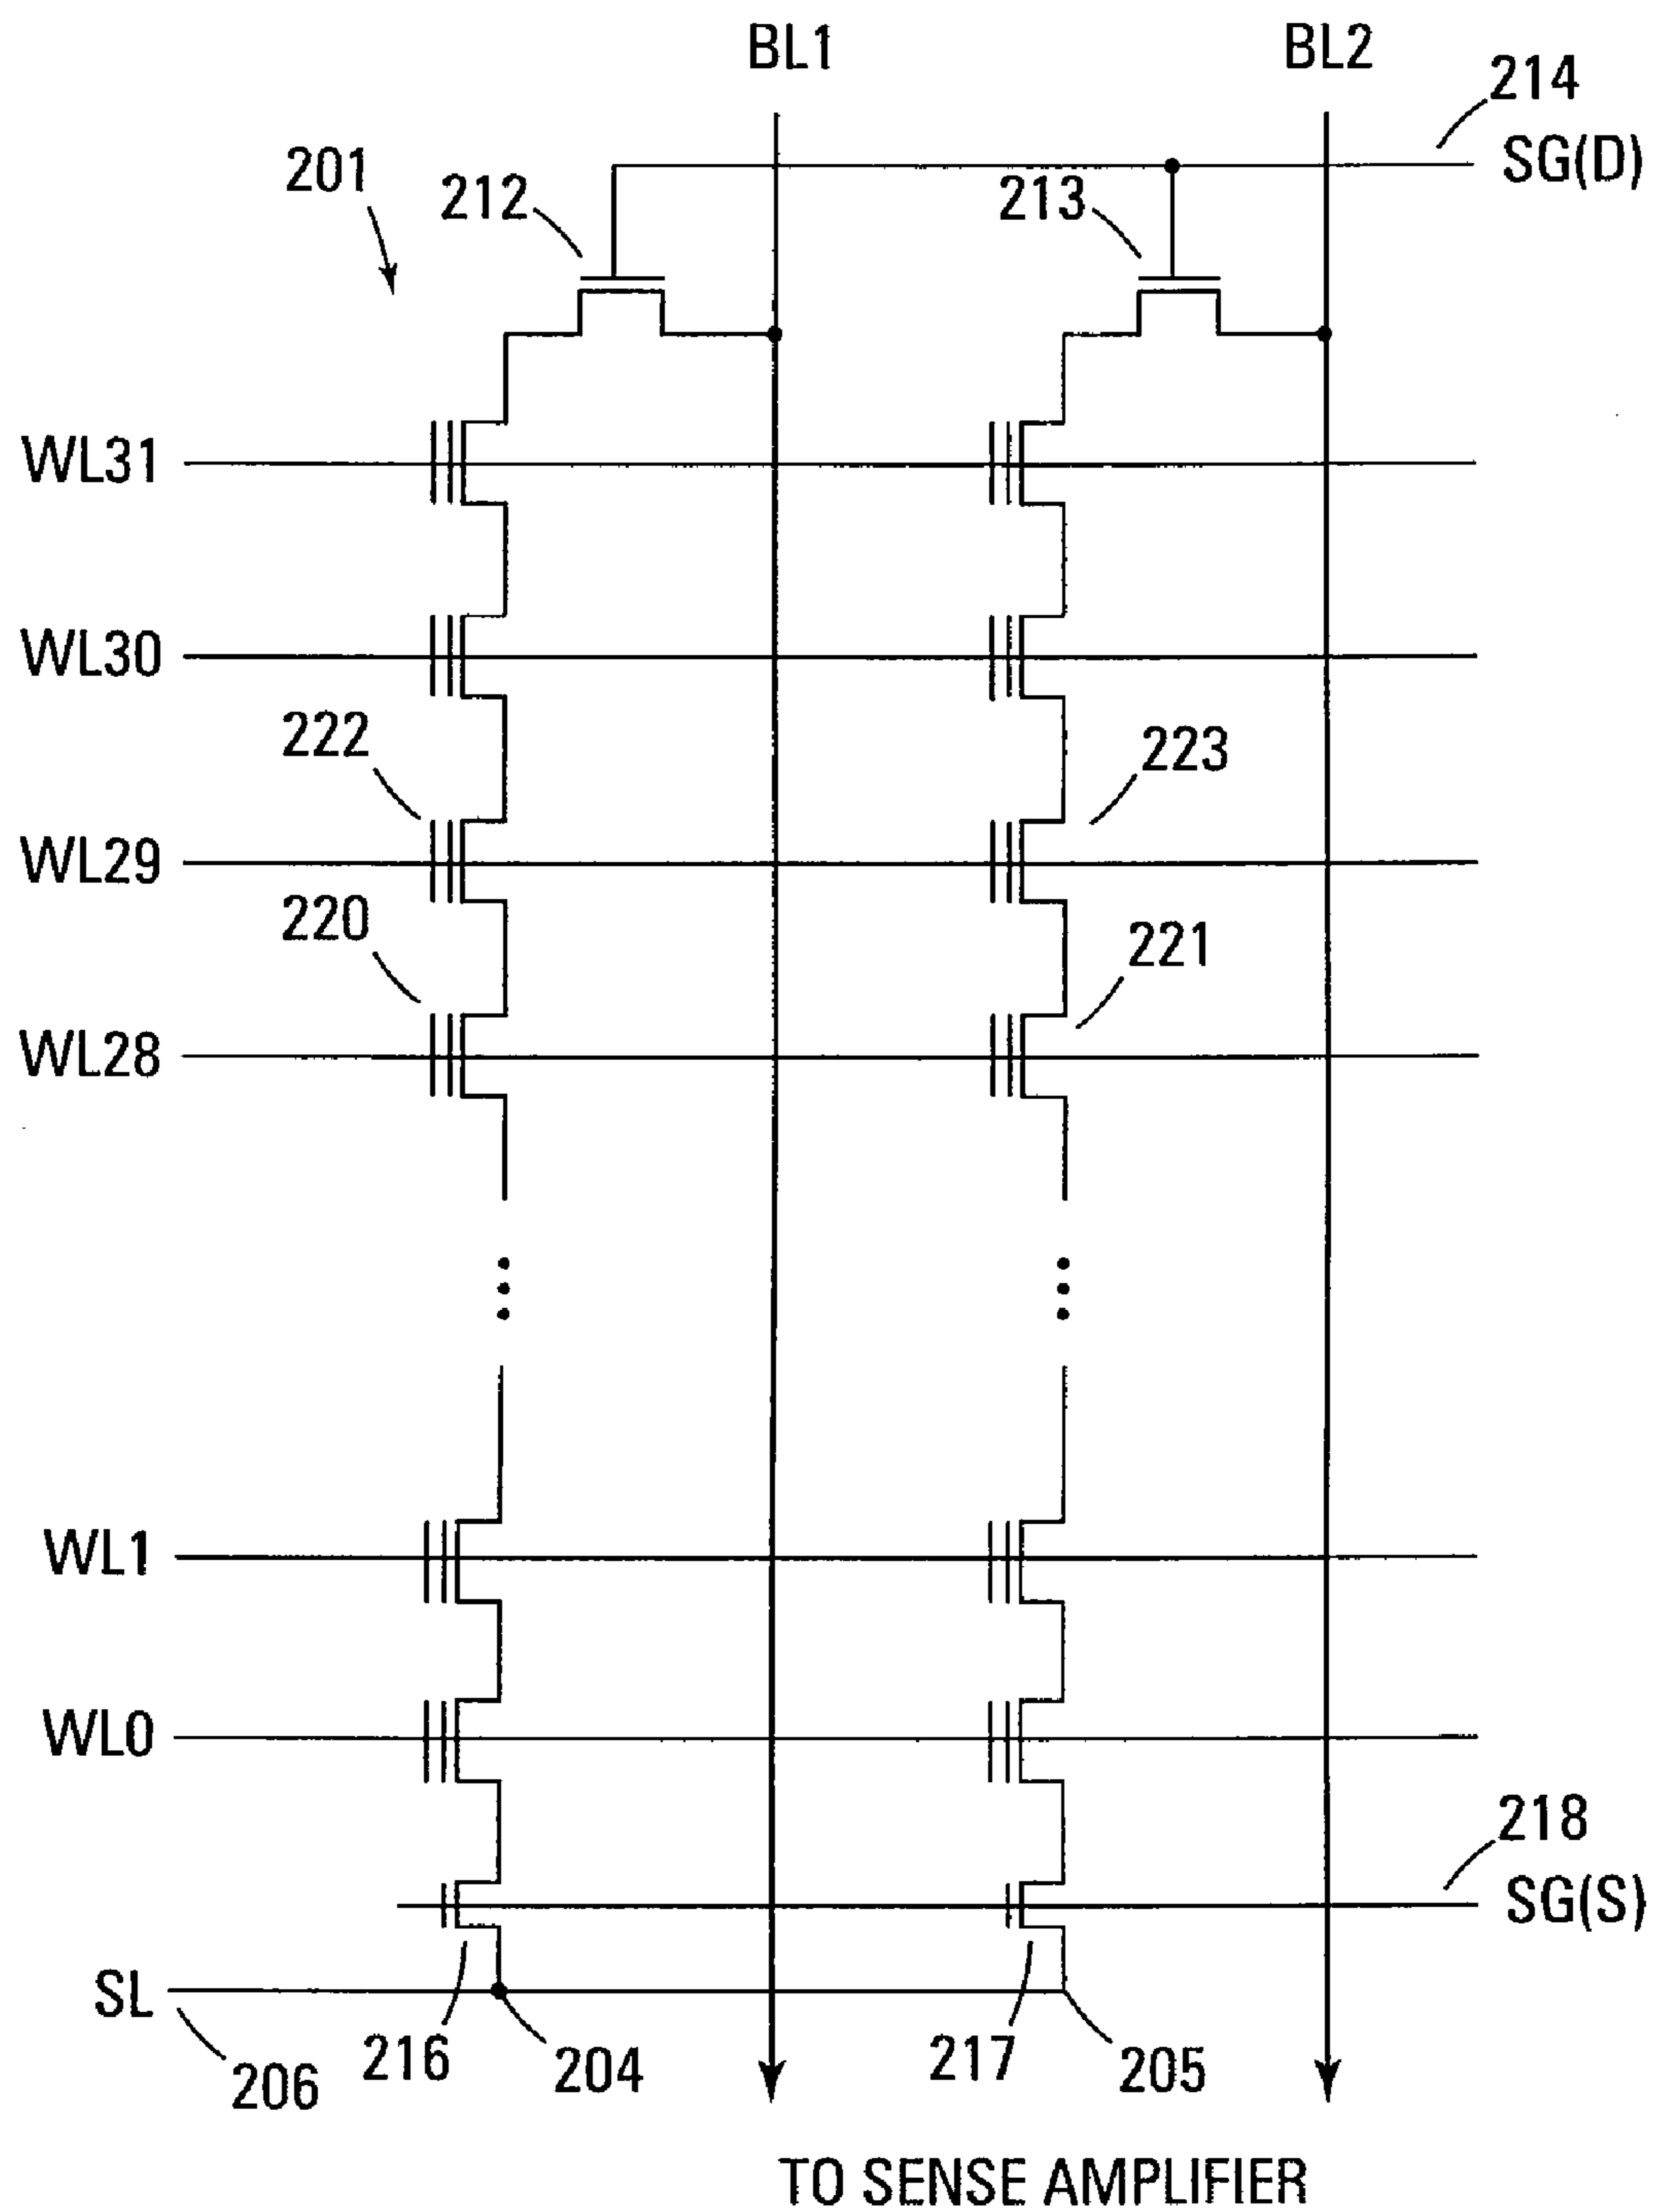 BL1 BL2
214
SG(D)
201
212
213
WL31
WL30
222
223
WL29
220
221
WL28
WL1
WL0
218
SG(S)
SL
206
216
204
217
205
TO SENSE AMPLIFIER